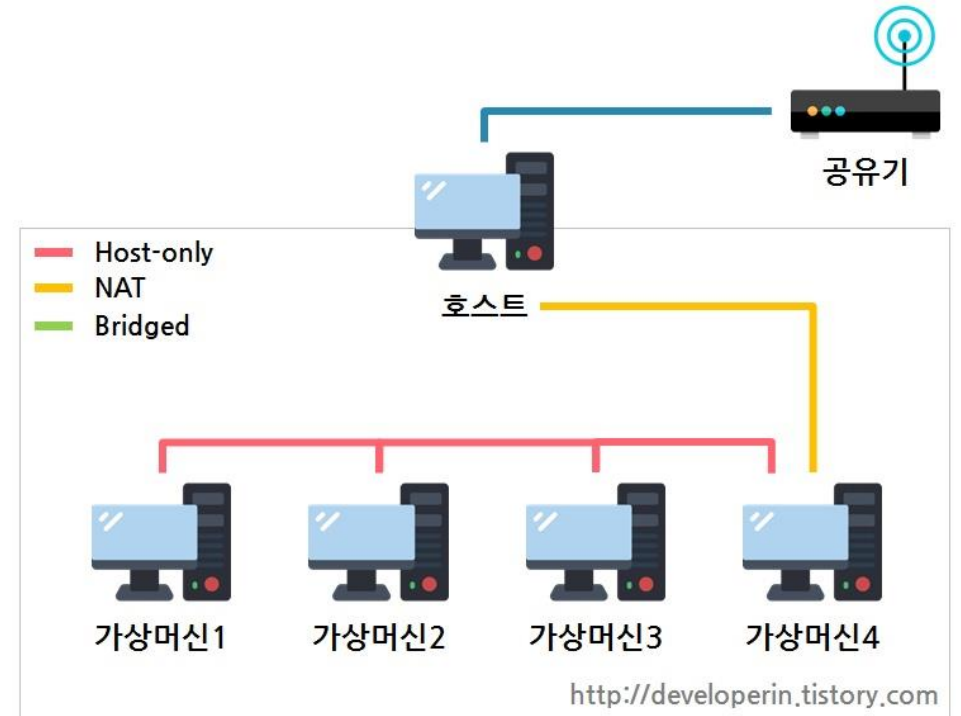 공유기
Host-only
NAT
Bridged
호스트
가상머신1
가상머신2
가상머신3
가상머신4
http://developerin.tistory.com